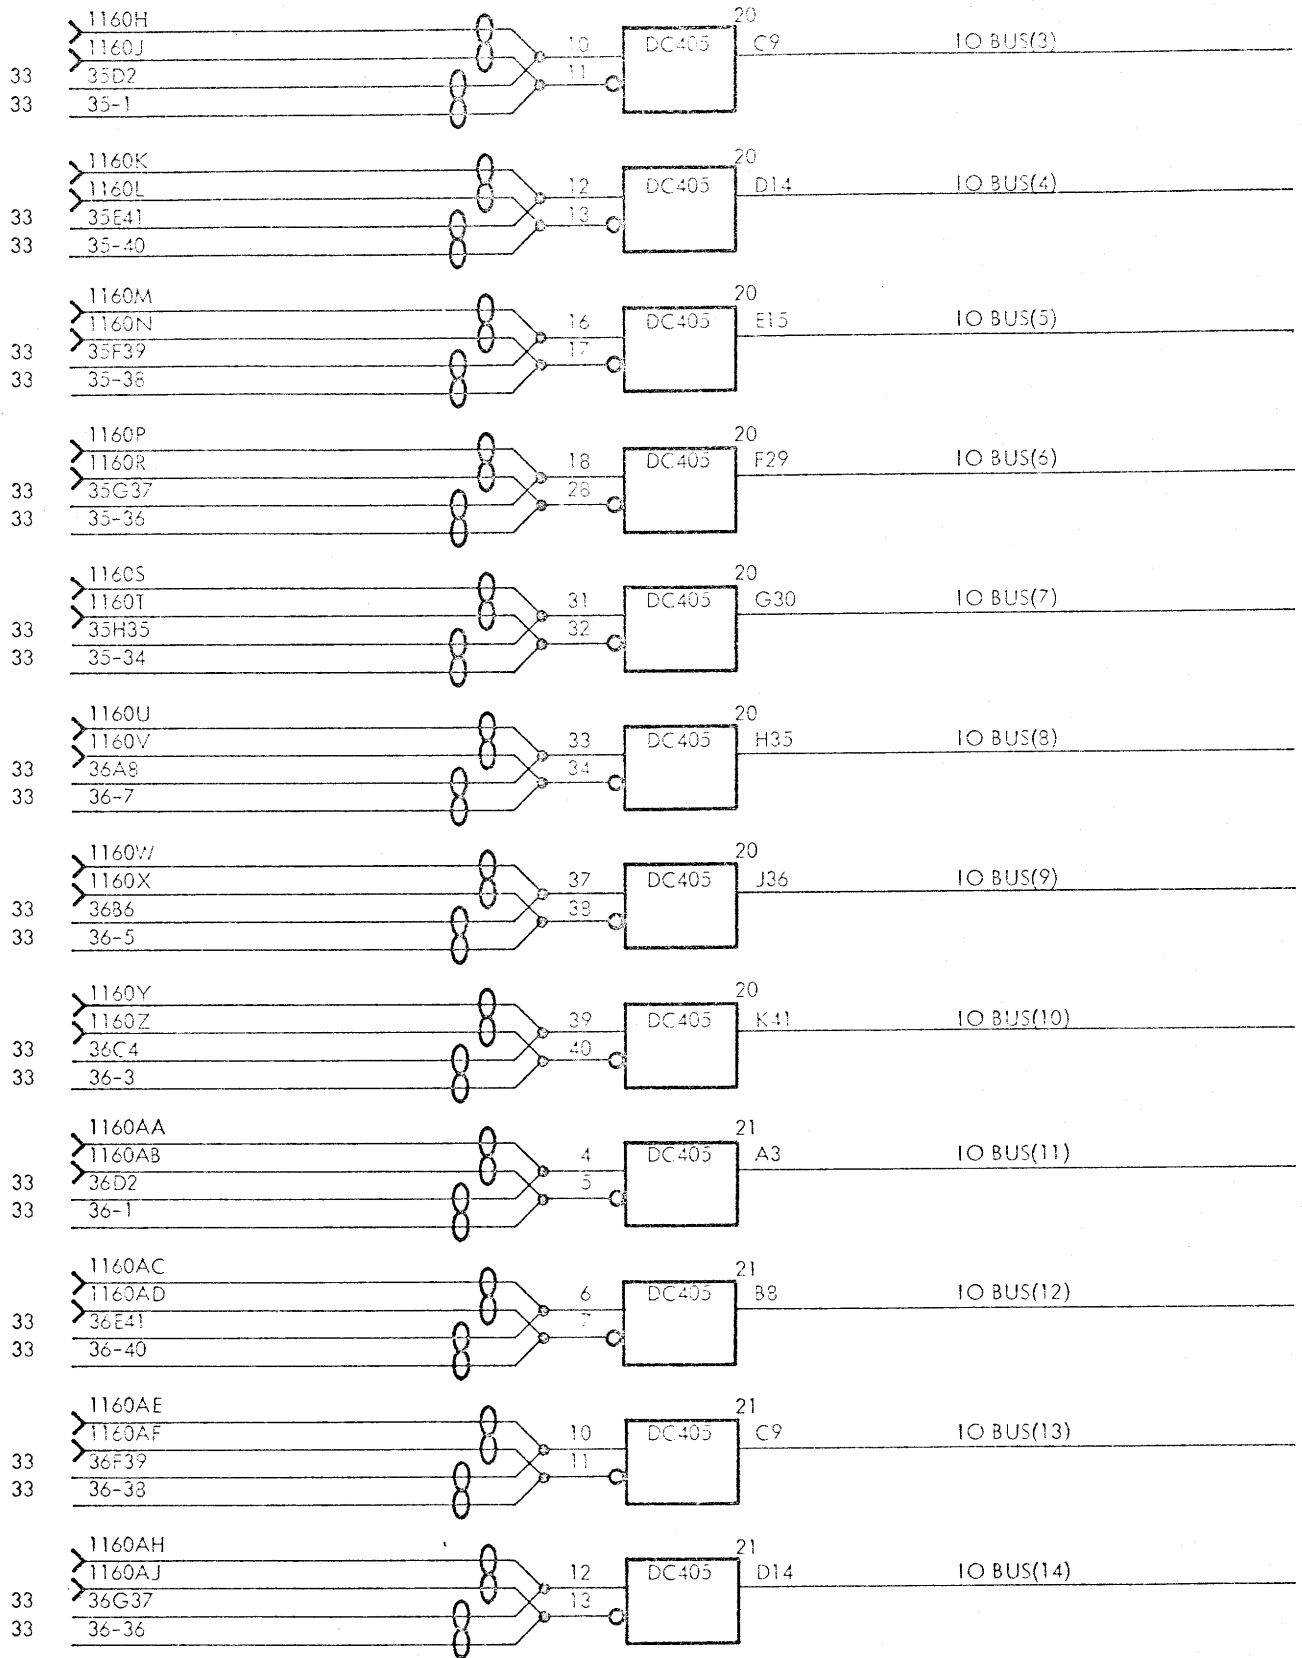 1160H 20
1160J 10 DC405 C9 IO BUS(3)
33 35D2 11
33 35-1
1160K 20
1160L 12 DC405 D14 IO BUS(4)
33 35E41 13
33 35-40
1160M 20
1160N 16 DC405 E15 IO BUS(5)
33 35F39 17
33 35-38
1160P 20
1160R 18 DC405 F29 IO BUS(6)
33 35G37 28
33 35-36
1160S 20
1160T 31 DC405 G30 IO BUS(7)
33 35H35 32
33 35-34
1160U 20
1160V 33 DC405 H35 IO BUS(8)
33 36A8 34
33 36-7
1160W 20
1160X 37 DC405 J36 IO BUS(9)
33 36B6 38
33 36-5
1160Y 20
1160Z 39 DC405 K41 IO BUS(10)
33 36C4 40
33 36-3
1160AA 21
1160AB 4 DC405 A3 IO BUS(11)
33 36D2 5
33 36-1
1160AC 21
1160AD 6 DC405 B8 IO BUS(12)
33 36E41 7
33 36-40
1160AE 21
1160AF 10 DC405 C9 IO BUS(13)
33 36F39 11
33 36-38
1160AH 21
1160AJ 12 DC405 D14 IO BUS(14)
33 36G37 13
33 36-36